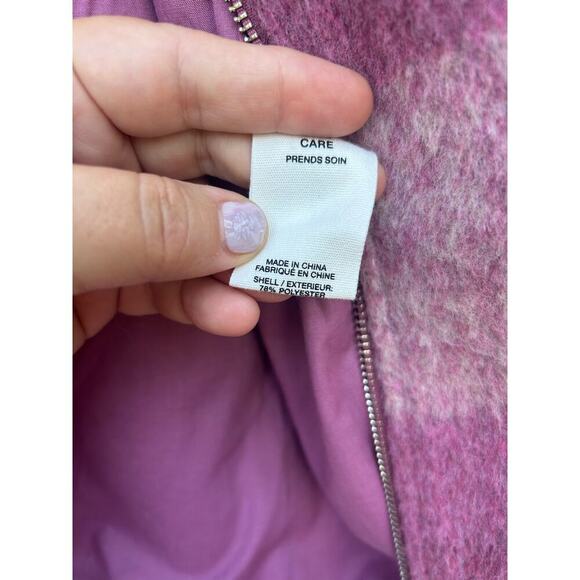 CARE
PRENDS SOIN
MADE IN CHINA
FABRIQUÉ EN CHINE
SHELL / EXTERIEUR:
78% POLYESTER